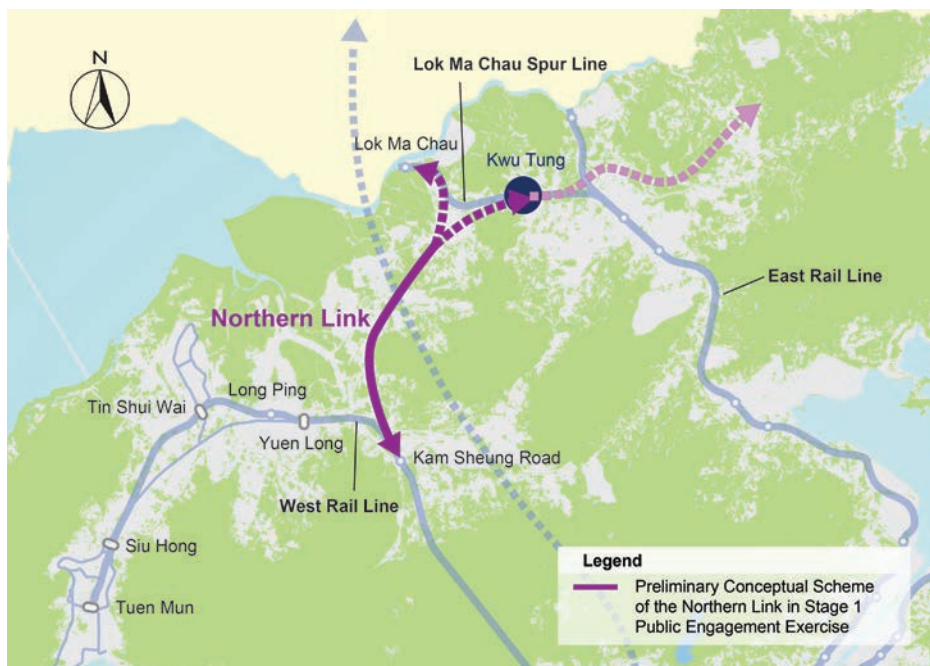 N
Lok Ma Chau Spur Line
Lok Ma Chau
Kwu Tung
East Rail Line
Northern Link
Long Ping
Tin Shui Wai
Yuen Long
Kam Sheung Road
West Rail Line
Siu Hong
Tuen Mun
Legend
Preliminary Conceptual Scheme
of the Northern Link in Stage 1
Public Engagement Exercise